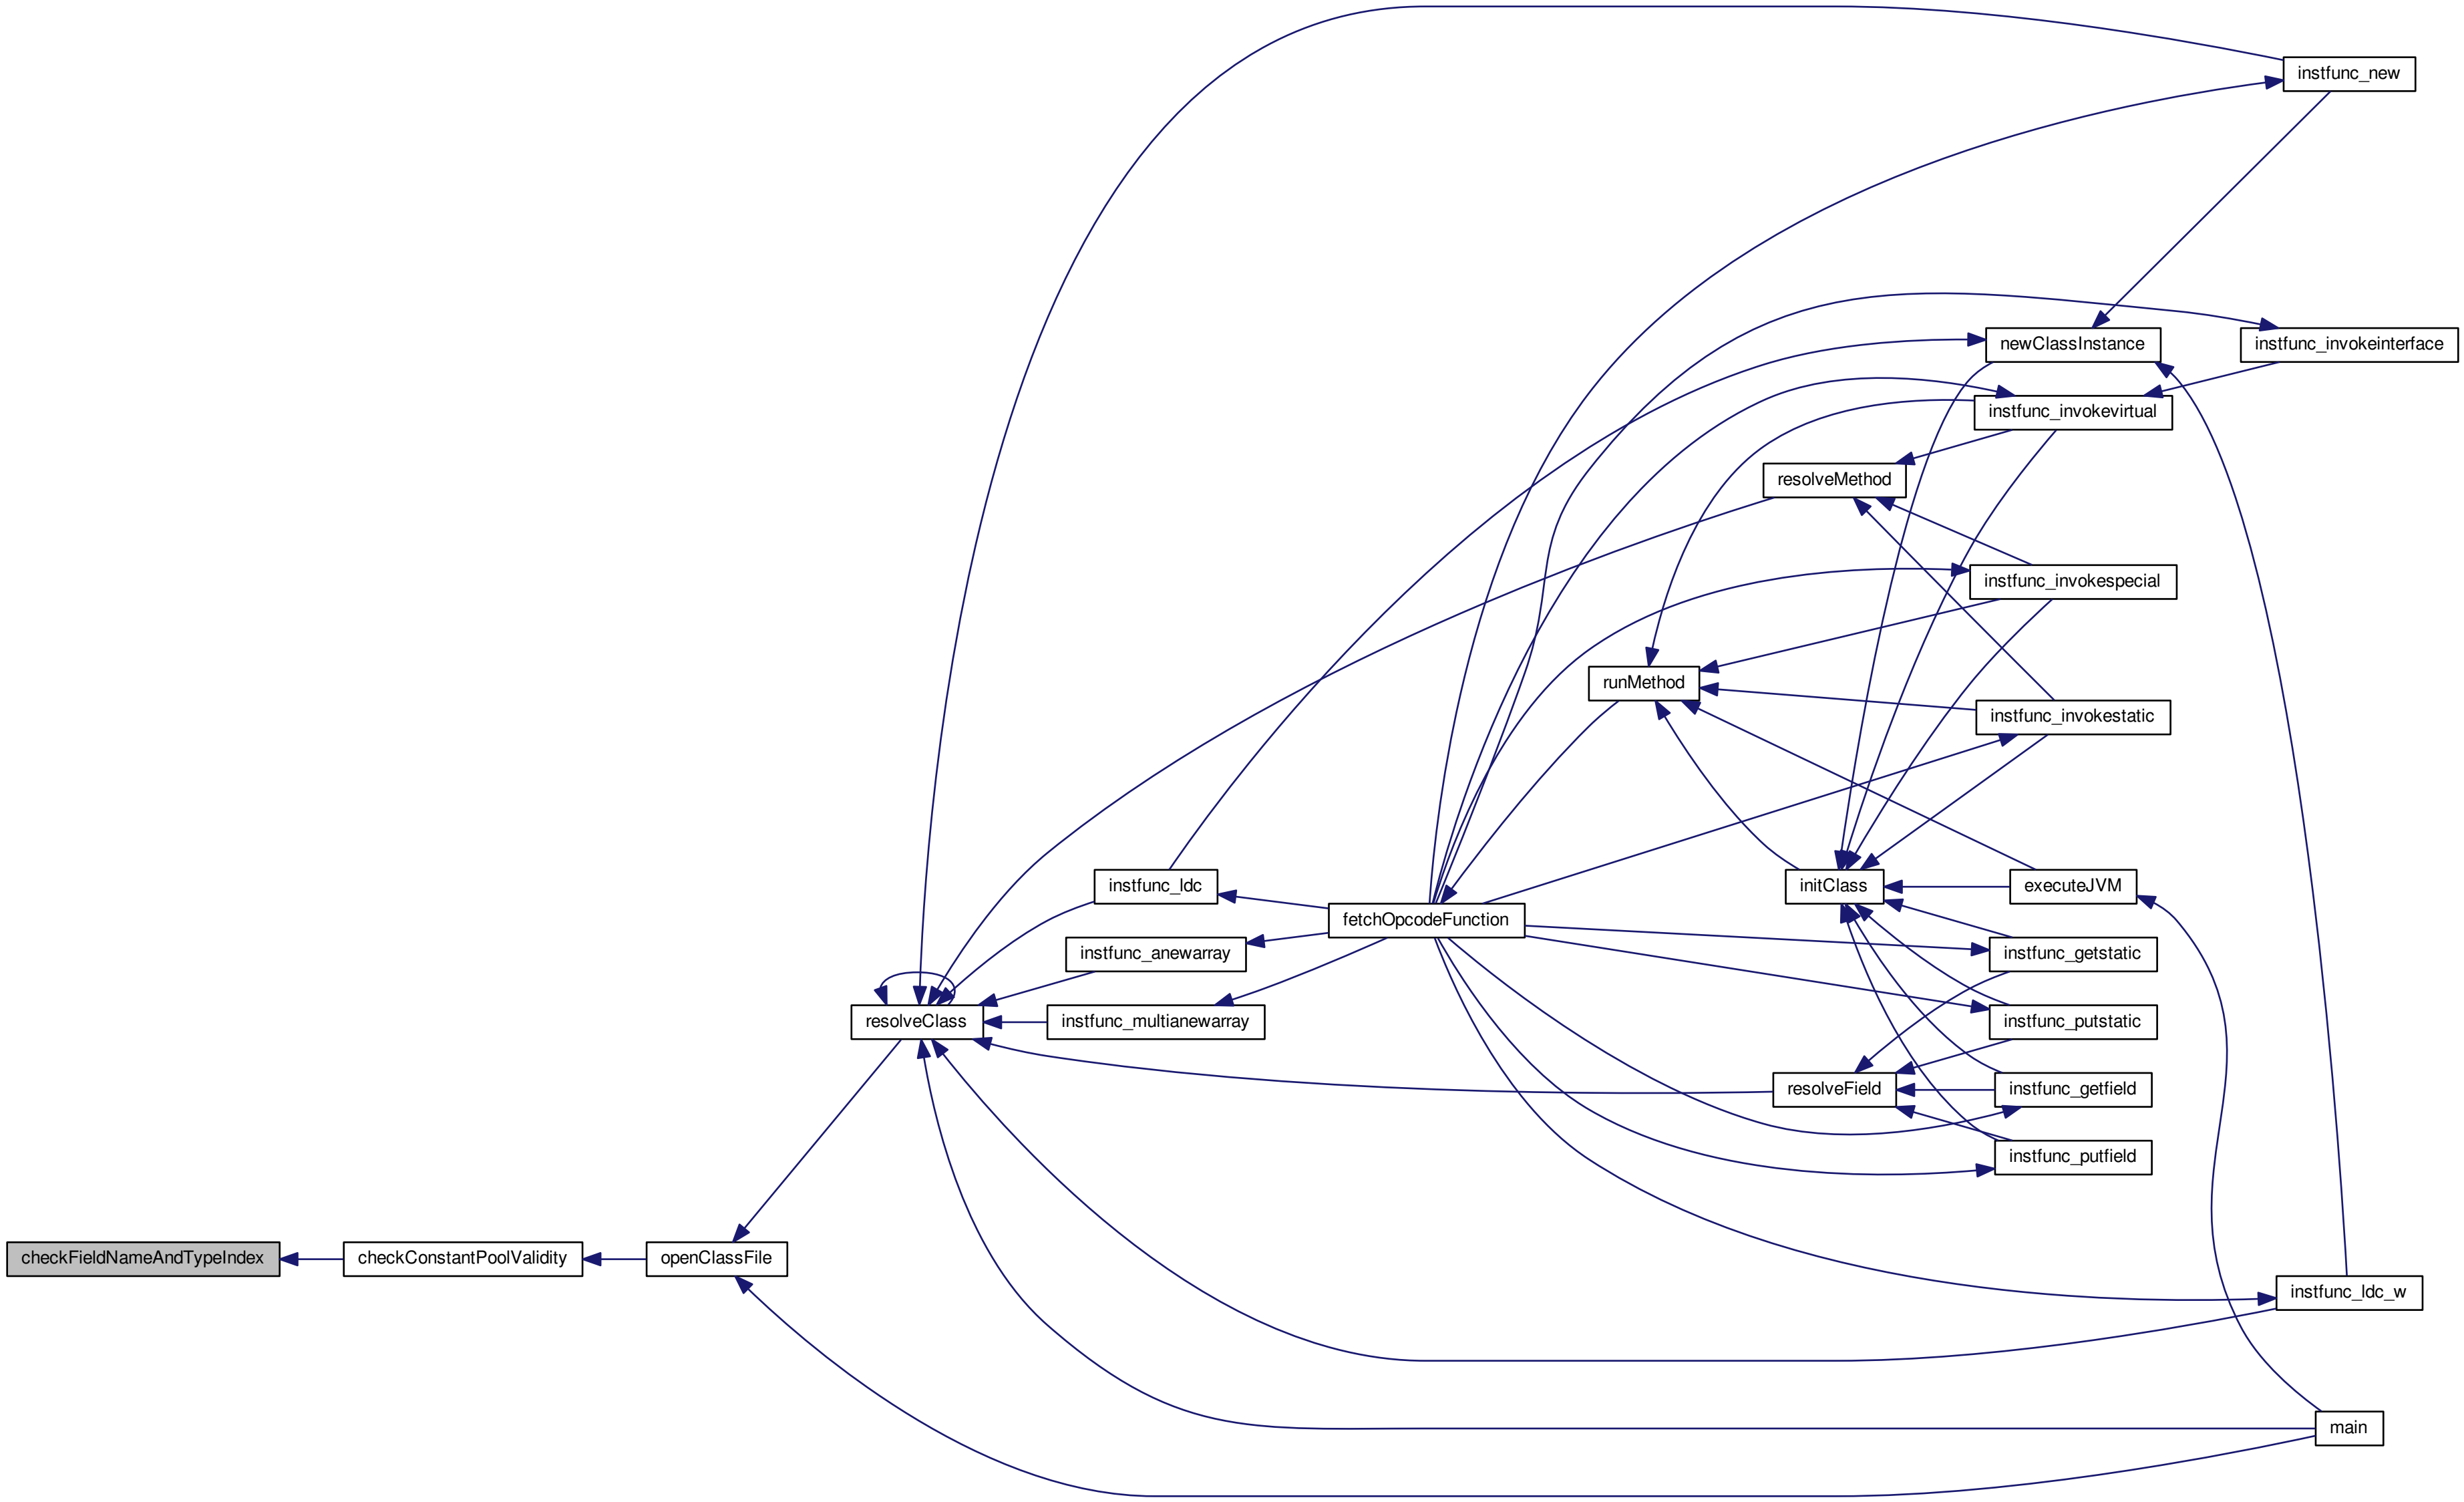 instfunc_new
newClassInstance
instfunc_invokeinterface
instfunc_invokevirtual
resolveMethod
instfunc_invokespecial
runMethod
instfunc_invokestatic
instfunc_ldc
initClass
executeJVM
fetchOpcodeFunction
instfunc_anewarray
instfunc_getstatic
resolveClass
instfunc_multianewarray
instfunc_putstatic
resolveField
instfunc_getfield
instfunc_putfield
checkFieldNameAndTypeIndex
checkConstantPoolValidity
openClassFile
instfunc_ldc_w
main